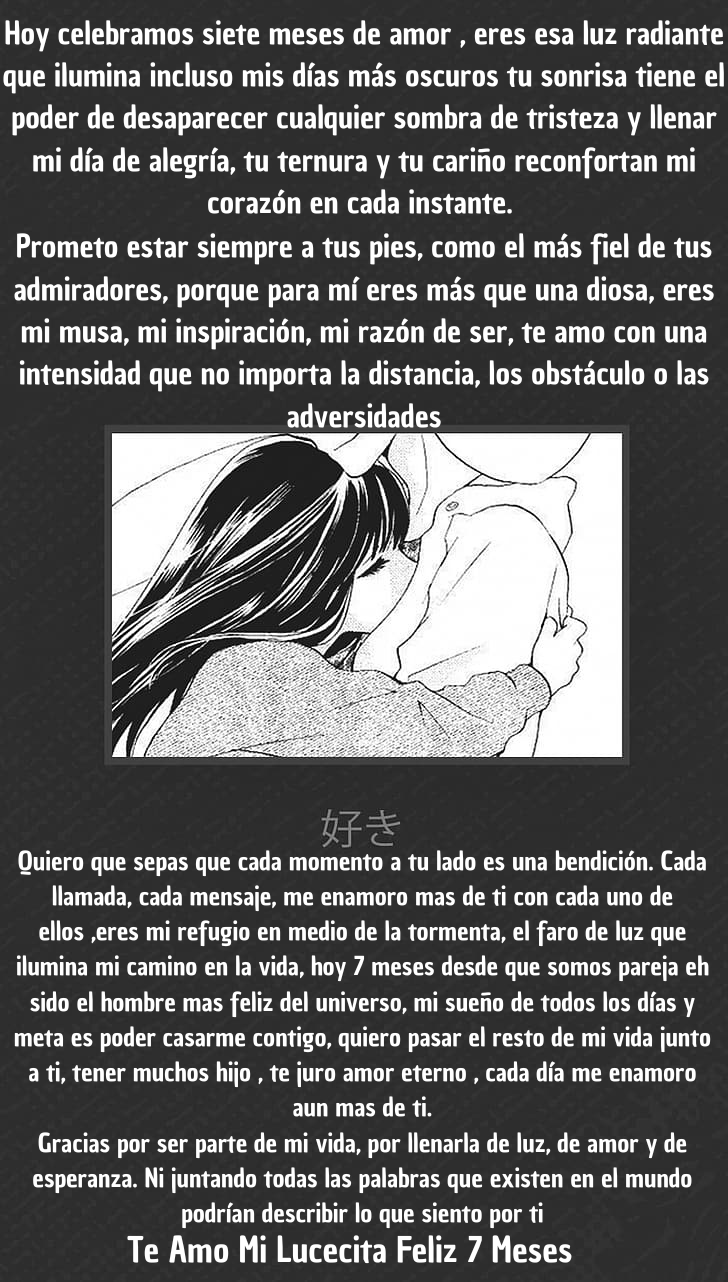 Hoy celebramos siete meses de amor , eres esa luz radiante
que ilumina incluso mis días más oscuros tu sonrisa tiene el
poder de desaparecer cualquier sombra de tristeza y llenar
mi día de alegría, tu ternura y tu cariño reconfortan mi
corazón en cada instante.
Prometo estar siempre a tus pies, como el más fiel de tus
admiradores, porque para mí eres más que una diosa, eres
mi musa, mi inspiración, mi razón de ser, te amo con una
intensidad que no importa la distancia, los obstáculo o las
adversidades
好き
Quiero que sepas que cada momento a tu lado es una bendición. Cada
llamada, cada mensaje, me enamoro mas de ti con cada uno de
ellos ,eres mi refugio en medio de la tormenta, el faro de luz que
ilumina mi camino en la vida, hoy 7 meses desde que somos pareja eh
sido el hombre mas feliz del universo, mi sueño de todos los días y
meta es poder casarme contigo, quiero pasar el resto de mi vida junto
a ti, tener muchos hijo , te juro amor eterno , cada día me enamoro
aun mas de ti.
Gracias por ser parte de mi vida, por llenarla de luz, de amor y de
esperanza. Ni juntando todas las palabras que existen en el mundo
podrían describir lo que siento por ti
Te Amo Mi Lucecita Feliz 7 Meses